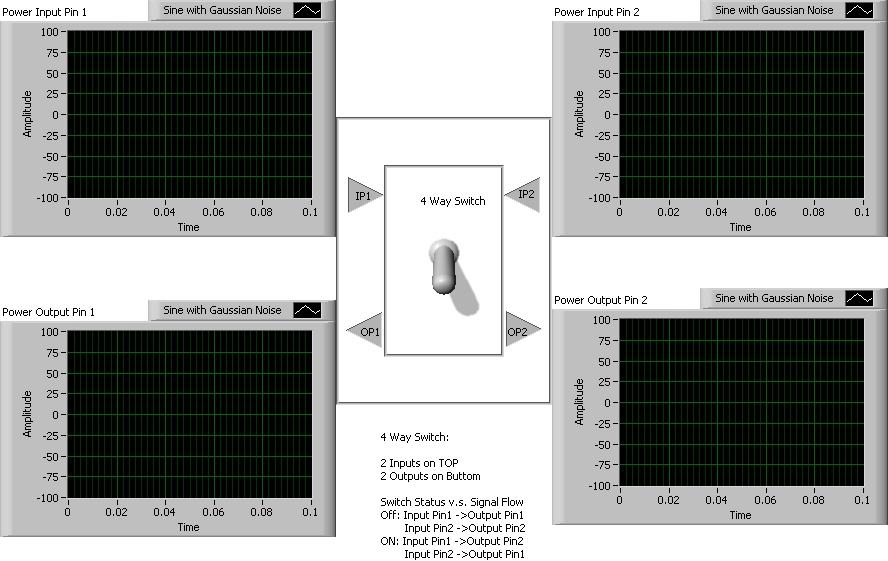 Power Input Pin 1
Sine with Gaussian Noise
100
75
50
25
0
-25
-50
-75
-100
Amplitude
0 0.02 0.04 0.06 0.08 0.1
Time
Power Input Pin 2
Sine with Gaussian Noise
100
75
50
25
0
-25
-50
-75
-100
Amplitude
0 0.02 0.04 0.06 0.08 0.1
Time
IP1
4 Way Switch
IP2
OP1
OP2
Power Output Pin 1
Sine with Gaussian Noise
100
75
50
25
0
-25
-50
-75
-100
Amplitude
0 0.02 0.04 0.06 0.08 0.1
Time
Power Output Pin 2
Sine with Gaussian Noise
100
75
50
25
0
-25
-50
-75
-100
Amplitude
0 0.02 0.04 0.06 0.08 0.1
Time
4 Way Switch:
2 Inputs on TOP
2 Outputs on Buttom
Switch Status v.s. Signal Flow
Off: Input Pin1 ->Output Pin1
Input Pin2 ->Output Pin2
ON: Input Pin1 ->Output Pin2
Input Pin2 ->Output Pin1